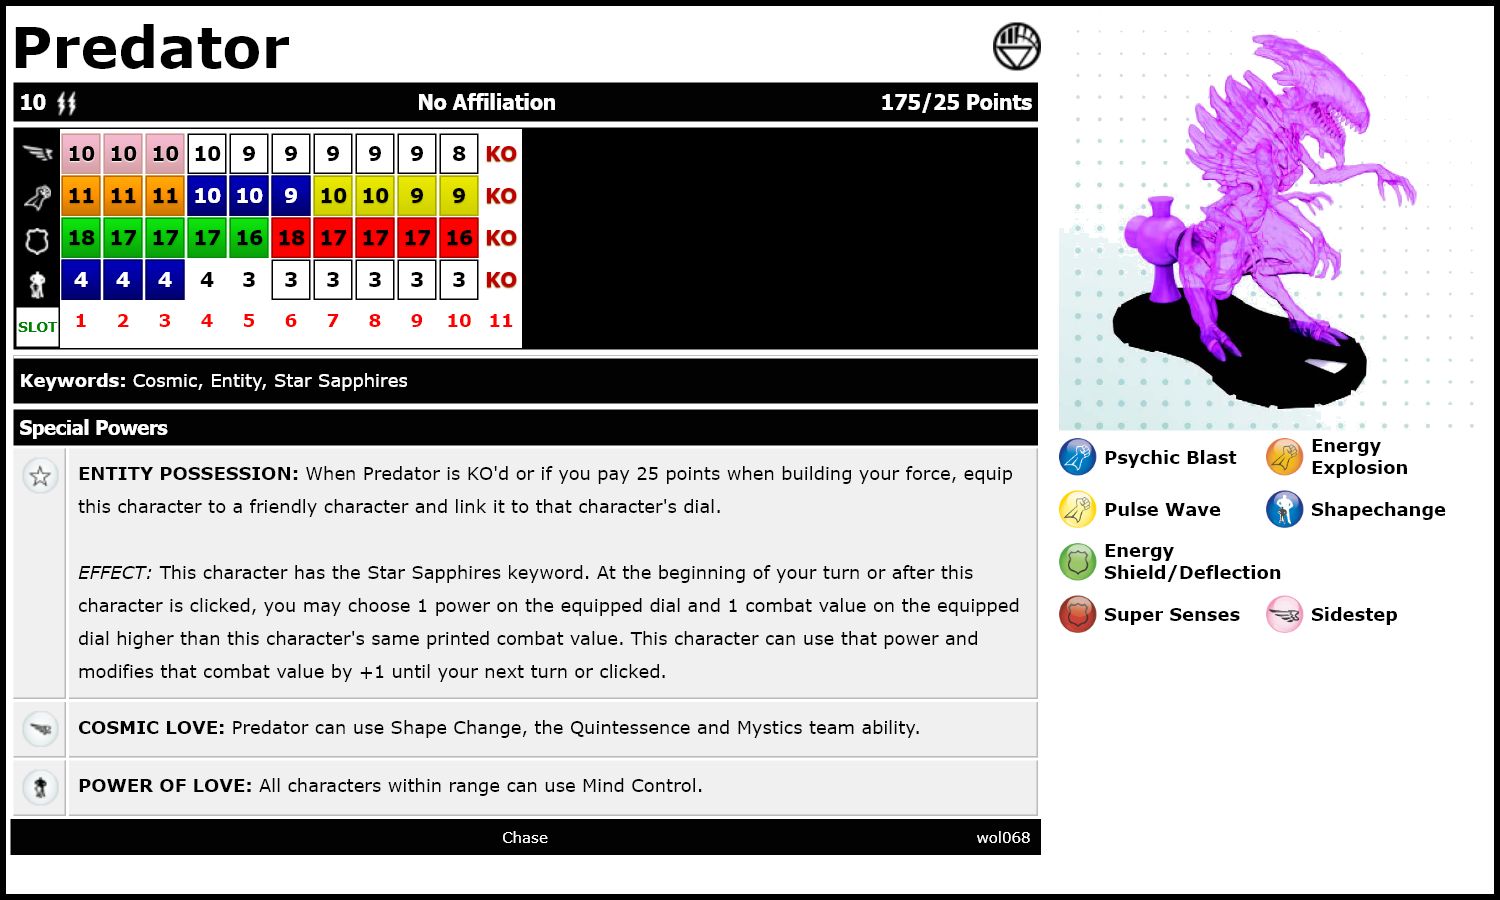 Predator
10 No Affiliation 175/25 Points
10 10 10 10 9 9 9 9 9 8 KO
11 11 11 10 10 9 10 10 9 9 KO
18 17 17 17 16 18 17 17 17 16 KO
4 4 4 4 3 3 3 3 3 3 KO
SLOT 1 2 3 4 5 6 7 8 9 10 11
Keywords: Cosmic, Entity, Star Sapphires
Special Powers
ENTITY POSSESSION: When Predator is KO'd or if you pay 25 points when building your force, equip
this character to a friendly character and link it to that character's dial.
EFFECT: This character has the Star Sapphires keyword. At the beginning of your turn or after this
character is clicked, you may choose 1 power on the equipped dial and 1 combat value on the equipped
dial higher than this character's same printed combat value. This character can use that power and
modifies that combat value by +1 until your next turn or clicked.
COSMIC LOVE: Predator can use Shape Change, the Quintessence and Mystics team ability.
POWER OF LOVE: All characters within range can use Mind Control.
Chase wol068
Psychic Blast
Energy
Explosion
Pulse Wave
Shapechange
Energy
Shield/Deflection
Super Senses
Sidestep